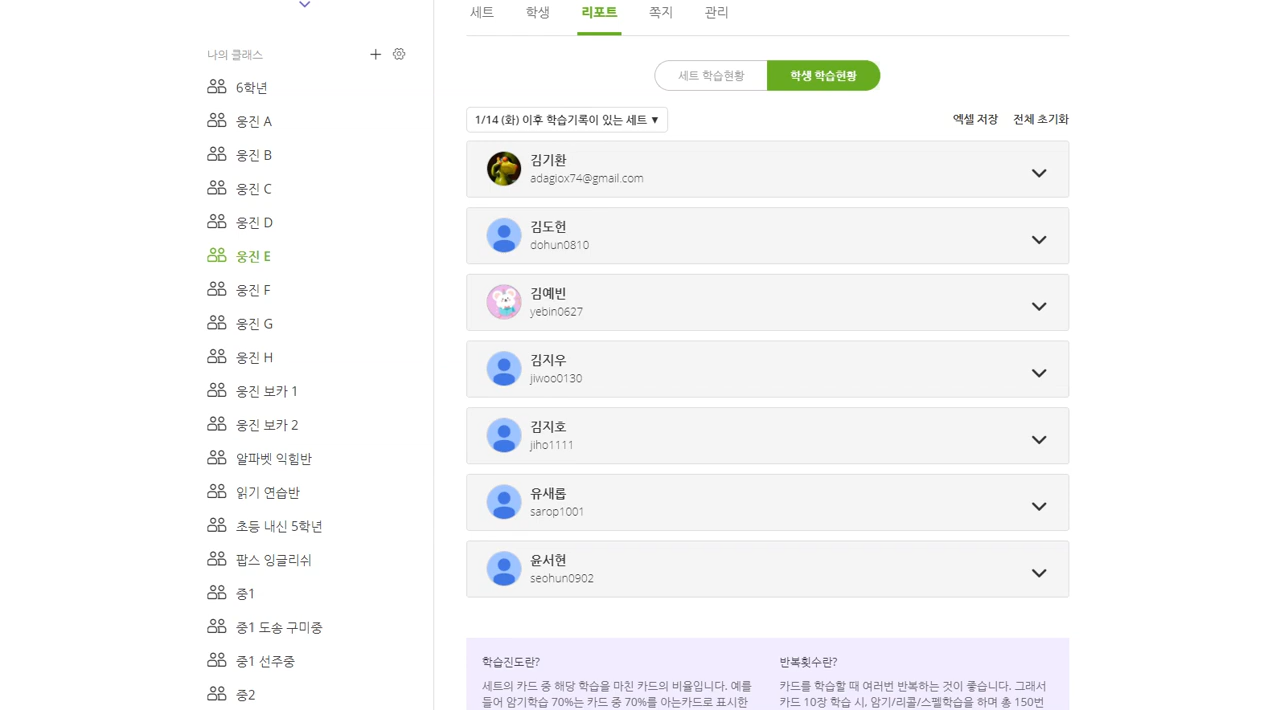 나의 클래스
6학년
웅진 A
웅진 B
웅진 C
웅진 D
웅진 E
웅진 F
웅진 G
웅진 H
웅진 보카 1
웅진 보카 2
알파벳 익힘반
읽기 연습반
초등 내신 5학년
팝스 잉글리쉬
중1
중1 도송 구미중
중1 선주중
중2
세트 학생 리포트 쪽지 관리
세트 학습현황 학생 학습현황
1/14 (화) 이후 학습기록이 있는 세트 ▼ 엑셀 저장 전체 초기화
김기환
adagiox74@gmail.com
김도헌
dohun0810
김예빈
yebin0627
김지우
jiwoo0130
김지호
jiho1111
유새롭
sarop1001
윤서현
seohun0902
학습진도란?
세트의 카드 중 해당 학습을 마친 카드의 비율입니다. 예를
들어 암기학습 70%는 카드 중 70%를 아는카드로 표시한
반복횟수란?
카드를 학습할 때 여러번 반복하는 것이 좋습니다. 그래서
카드 10장 학습 시, 암기/리콜/스펠학습을 하며 총 150번